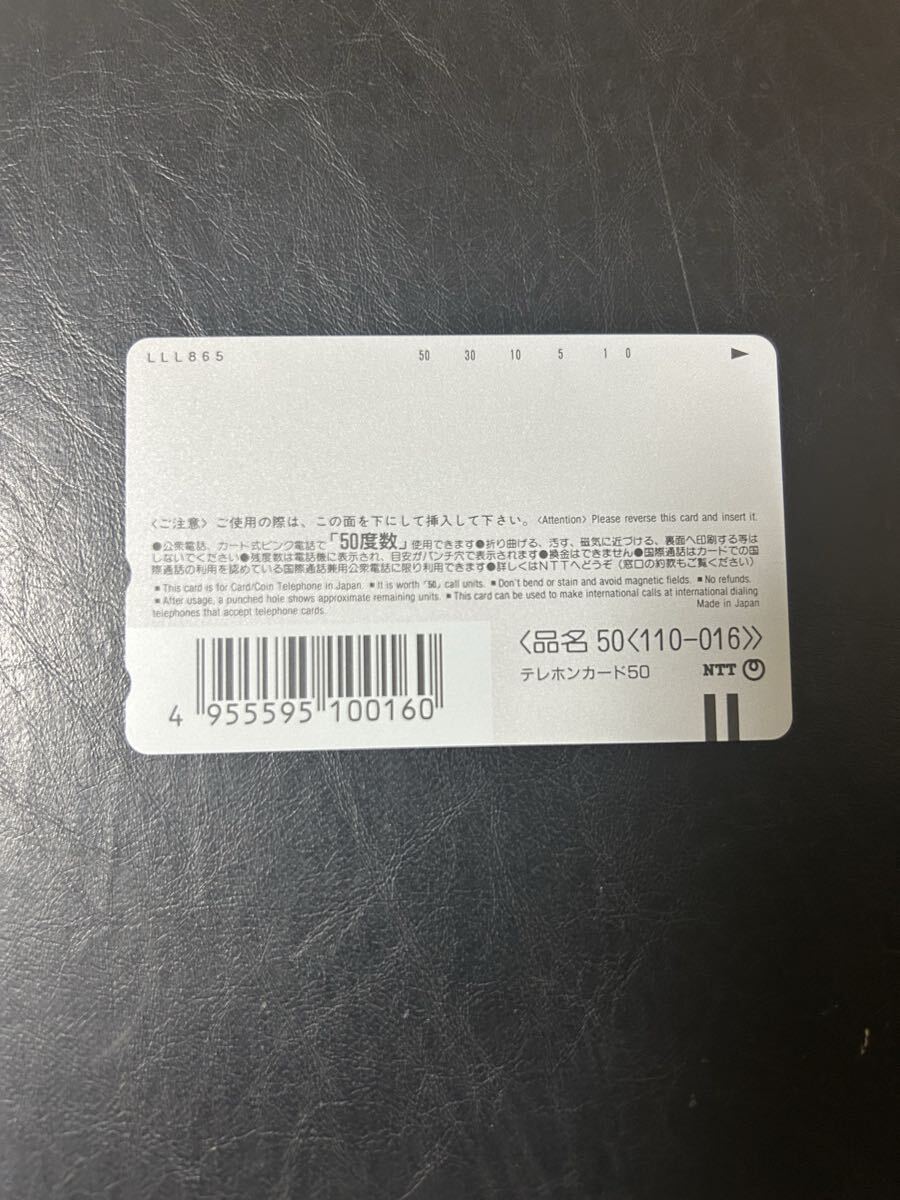 LLL865 50 30 10 5 1 0
〈ご注意〉ご使用の際は、この面を下にして挿入して下さい。〈Attention〉Please reverse this card and insert it.
●公衆電話、カード式ピンク電話で「50度数」使用できます●折り曲げる、汚す、磁気に近づける、裏面へ印刷する等は
しないでください●残度数は電話機に表示され、目安がパンチ穴で表示されます●換金はできません●国際通話はカードでの国
際通話の利用を認めている国際通話兼用公衆電話に限り利用できます●詳しくはNTTへどうぞ（窓口の約款もご覧ください）
■This card is for Card/Coin Telephone in Japan. ■It is worth「50」call units. ■Don't bend or stain and avoid magnetic fields. ■No refunds.
■After usage, a punched hole shows approximate remaining units. ■This card can be used to make international calls at international dialing
telephones that accept telephone cards. Made in Japan
〈品名 50〈110-016〉〉
テレホンカード50 NTT
4 955595 100160